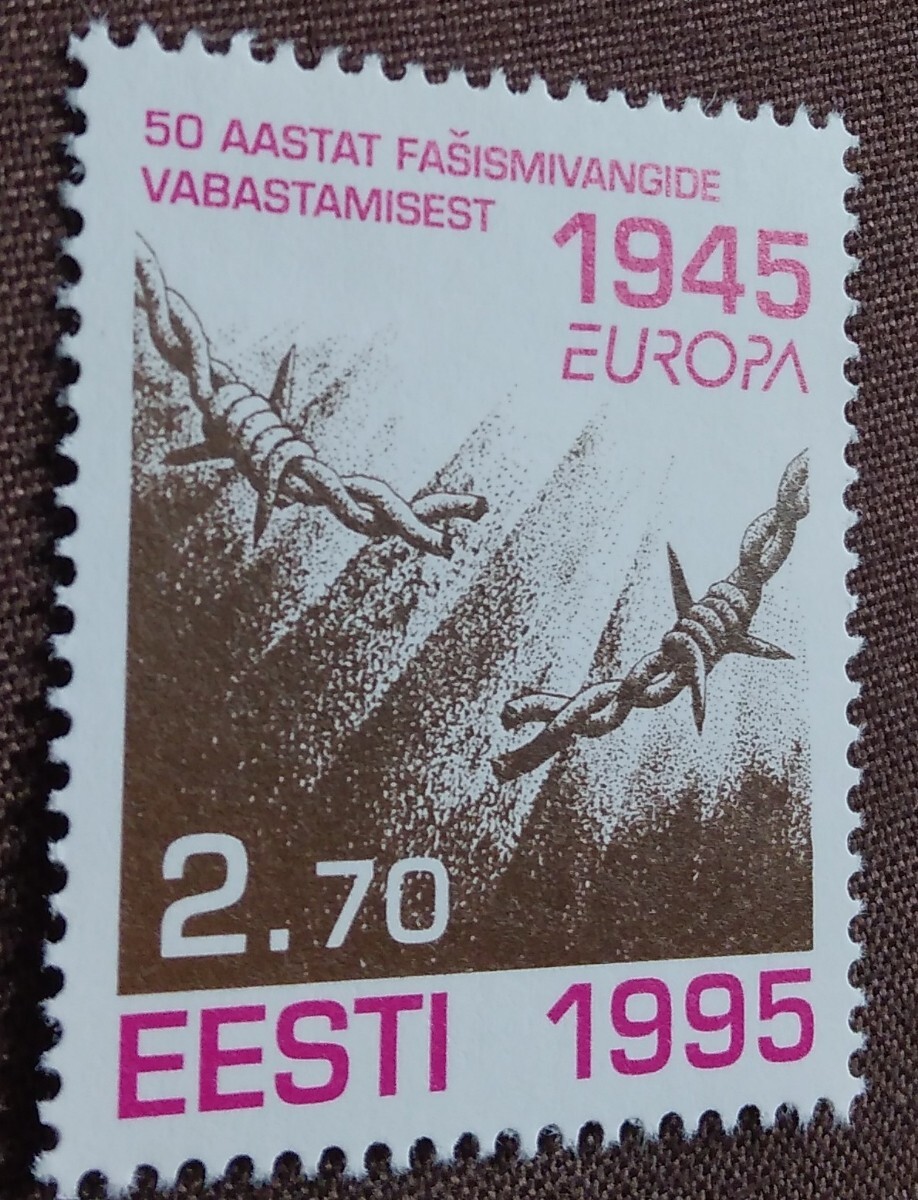 50 AASTAT FAŠISMIVANGIDE
VABASTAMISEST
1945
EUROPA
2.70
EESTI 1995